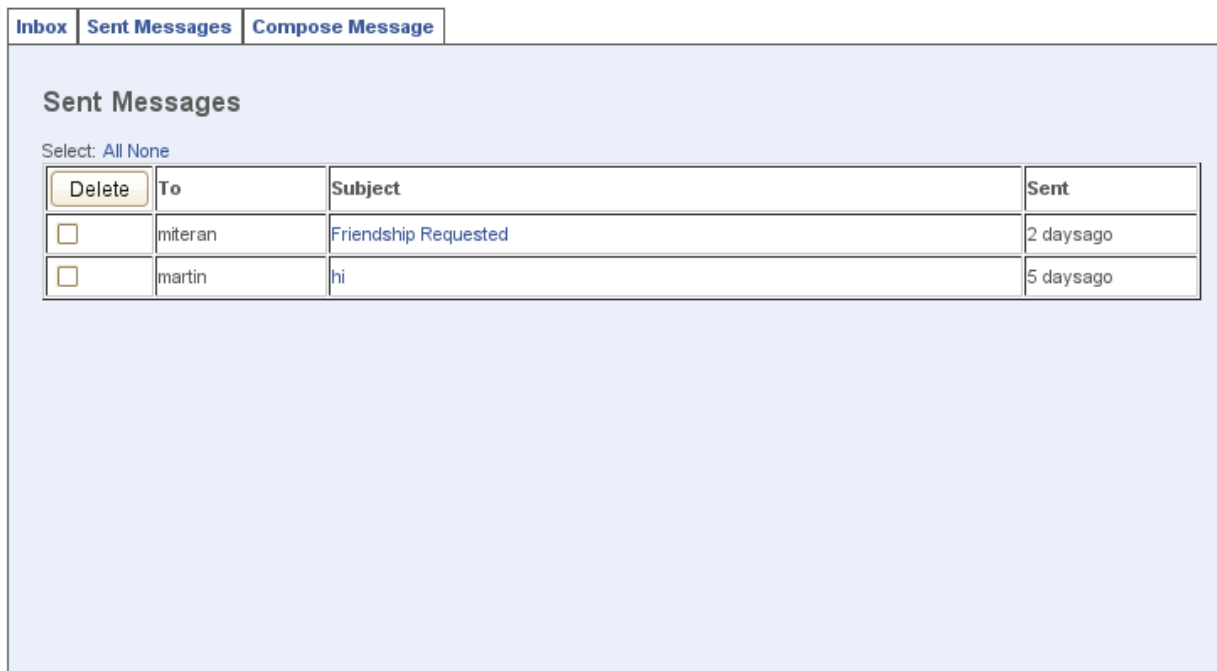 Inbox Sent Messages Compose Message
Sent Messages
Select: All None
Delete To Subject Sent
miteran Friendship Requested 2 daysago
martin hi 5 daysago